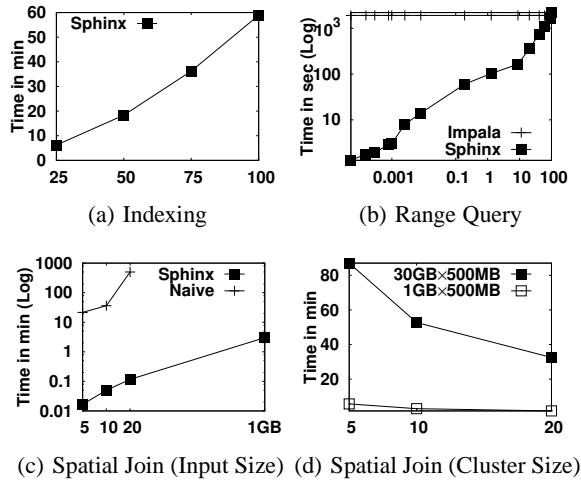 60
50
40
30
20
10
0
Time in min
Sphinx
25 50 75 100
(a) Indexing
10³
100
10
Time in sec (Log)
Impala
Sphinx
0.001 0.1 1 10 100
(b) Range Query
1000
100
10
1
0.1
0.01
Time in min (Log)
Sphinx
Naive
5 10 20 1GB
(c) Spatial Join (Input Size)
80
60
40
20
Time in min
30GB×500MB
1GB×500MB
5 10 20
(d) Spatial Join (Cluster Size)